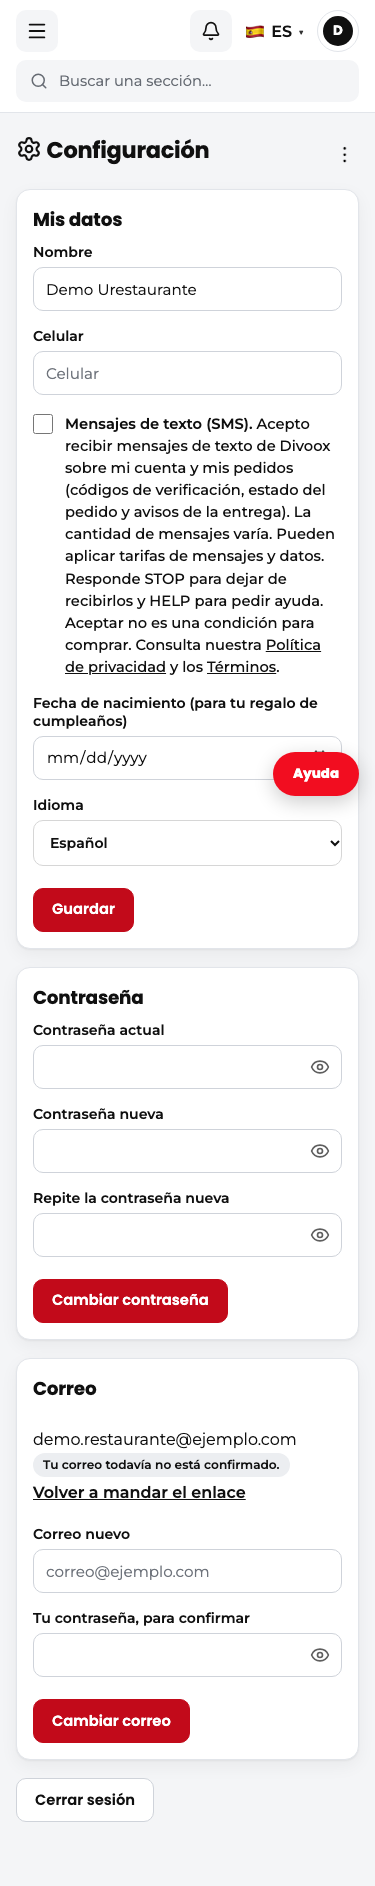 ES
D
Buscar una sección...
Configuración
Mis datos
Nombre
Demo Urestaurante
Celular
Celular
Mensajes de texto (SMS). Acepto
recibir mensajes de texto de Divoox
sobre mi cuenta y mis pedidos
(códigos de verificación, estado del
pedido y avisos de la entrega). La
cantidad de mensajes varía. Pueden
aplicar tarifas de mensajes y datos.
Responde STOP para dejar de
recibirlos y HELP para pedir ayuda.
Aceptar no es una condición para
comprar. Consulta nuestra Política
de privacidad y los Términos.
Fecha de nacimiento (para tu regalo de
cumpleaños)
mm/dd/yyyy
Ayuda
Idioma
Español
Guardar
Contraseña
Contraseña actual
Contraseña nueva
Repite la contraseña nueva
Cambiar contraseña
Correo
demo.restaurante@ejemplo.com
Tu correo todavía no está confirmado.
Volver a mandar el enlace
Correo nuevo
correo@ejemplo.com
Tu contraseña, para confirmar
Cambiar correo
Cerrar sesión